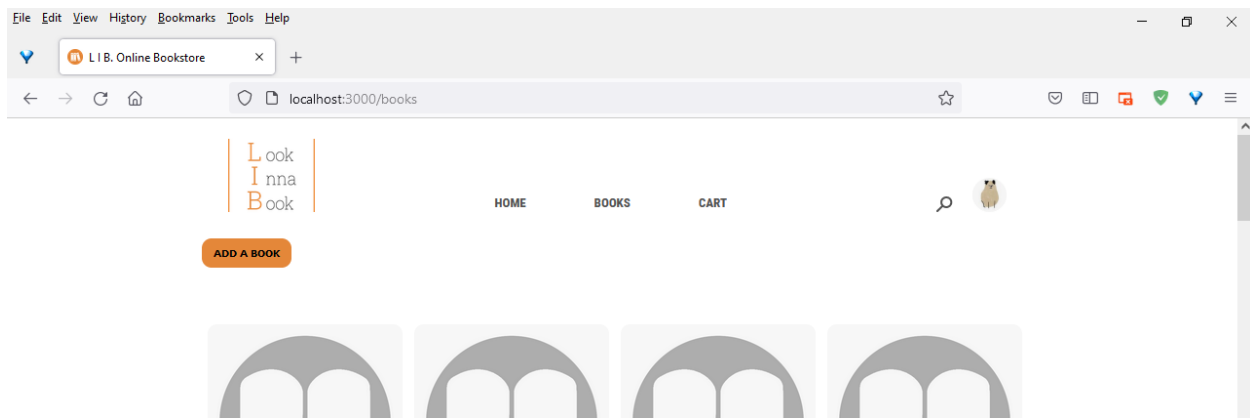 File Edit View History Bookmarks Tools Help
L I B. Online Bookstore
localhost:3000/books
L ook
I nna
B ook
HOME BOOKS CART
ADD A BOOK